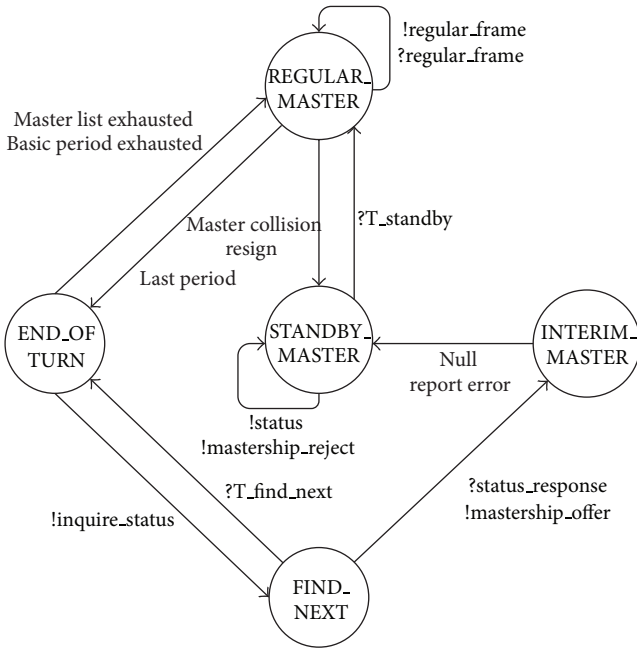 !regular_frame
?regular_frame
REGULAR_
MASTER
Master list exhausted
Basic period exhausted
Master collision
resign
?T_standby
Last period
END_OF
TURN
STANDBY_
MASTER
INTERIM_
MASTER
Null
report error
!status
!mastership_reject
?T_find_next
!inquire_status
?status_response
!mastership_offer
FIND_
NEXT